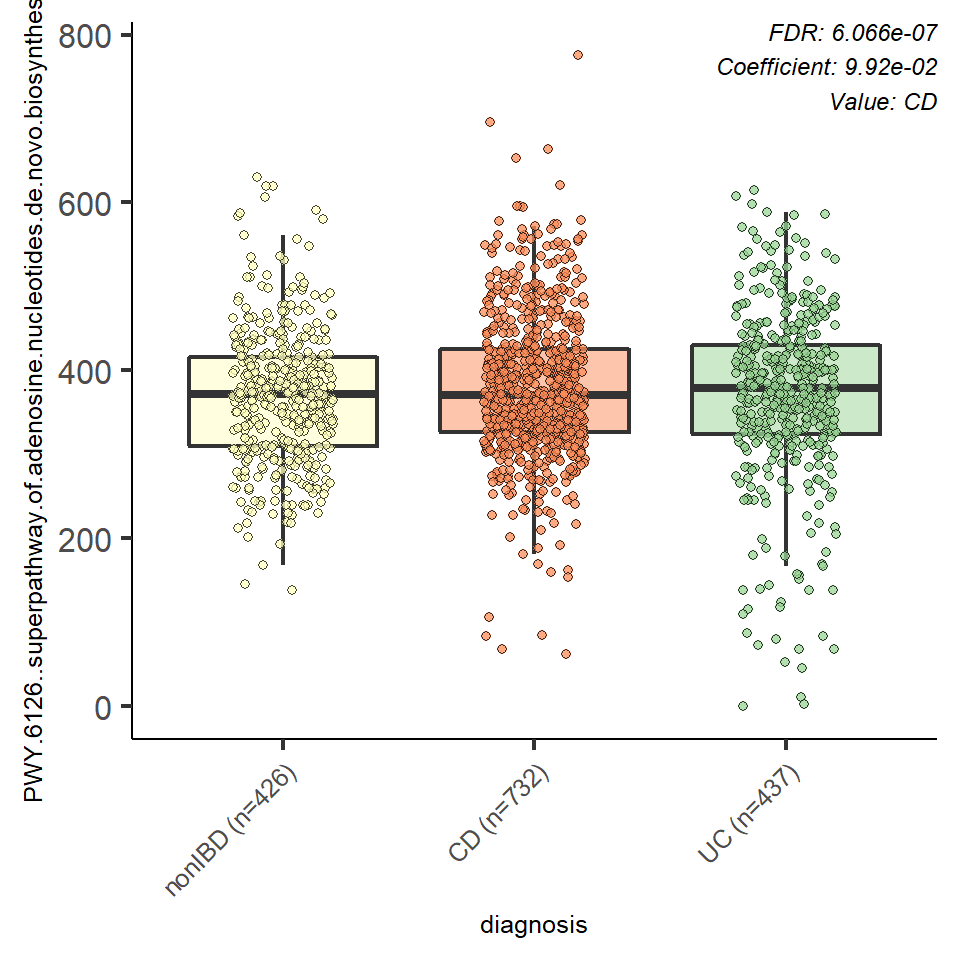 PWY.6126..superpathway.of.adenosine.nucleotides.de.novo.biosynthes
800
600
400
200
0
FDR: 6.066e-07
Coefficient: 9.92e-02
Value: CD
nonIBD (n=426)
CD (n=732)
UC (n=437)
diagnosis